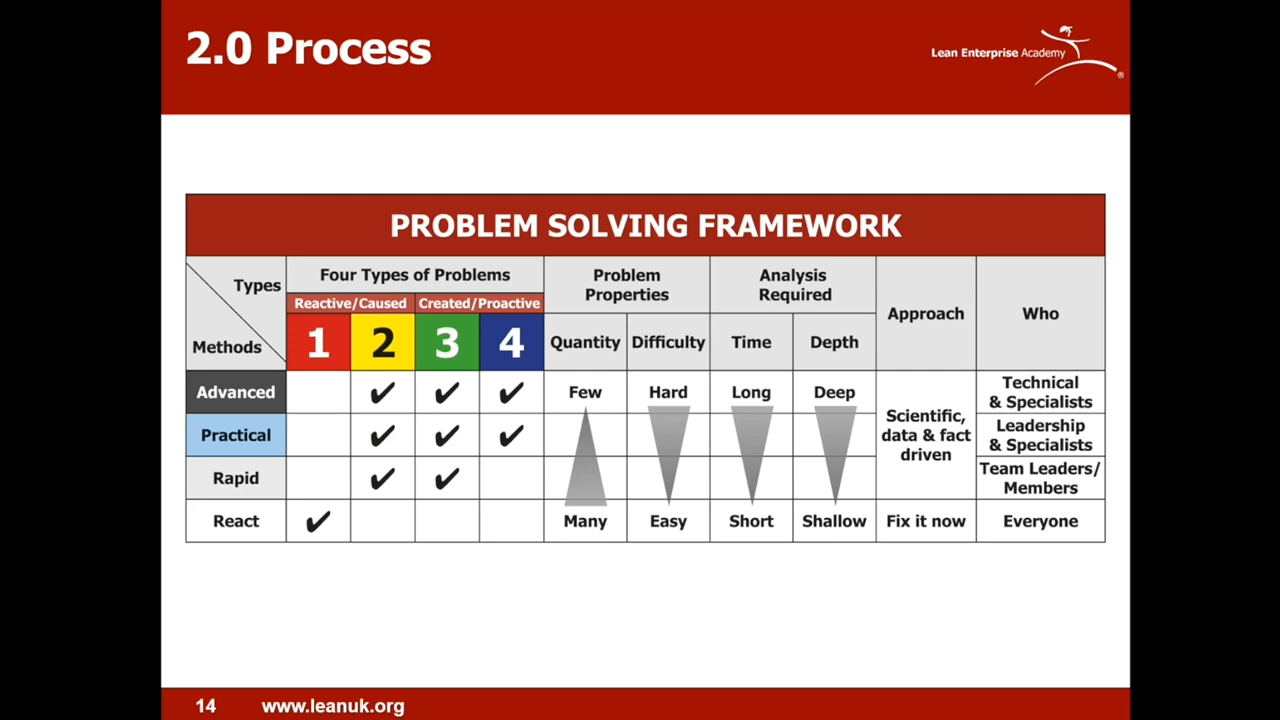 2.0 Process
Lean Enterprise Academy
®
PROBLEM SOLVING FRAMEWORK
Types
Methods
Four Types of Problems
Reactive/Caused
Created/Proactive
1
2
3
4
Problem
Properties
Quantity
Difficulty
Analysis
Required
Time
Depth
Approach
Who
Advanced
✔ ✔ ✔
Few
Hard
Long
Deep
Scientific,
data & fact
driven
Technical
& Specialists
Practical
✔ ✔ ✔
Leadership
& Specialists
Rapid
✔ ✔
Team Leaders/
Members
React
✔
Many
Easy
Short
Shallow
Fix it now
Everyone
14
www.leanuk.org